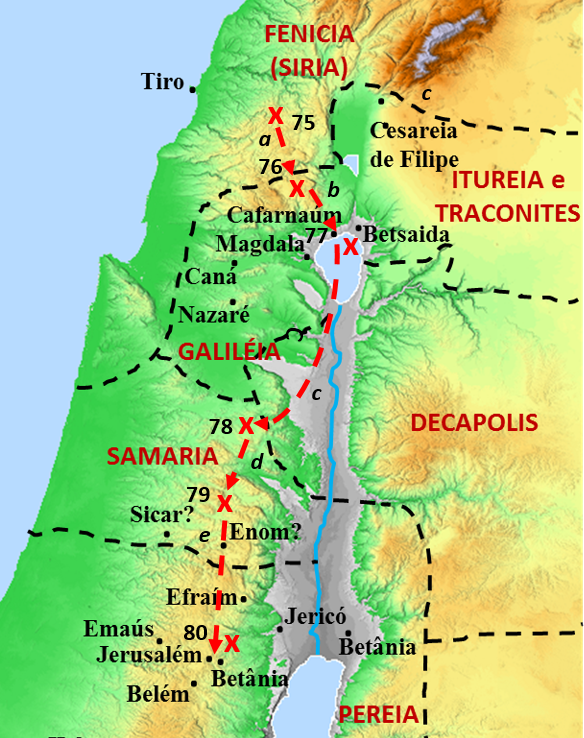 FENICIA
(SIRIA)
Tiro
c
X 75
a
Cesareia
de Filipe
76
X
b
ITUREIA e
TRACONITES
Cafarnaúm
77
X
Betsaida
Magdala
Caná
Nazaré
GALILÉIA
c
78 X
DECAPOLIS
SAMARIA
d
79
X
Sicar?
e
Enom?
Efraím
Jericó
Emaús
80
X
Betânia
Jerusalém
Betânia
Belém
PEREIA